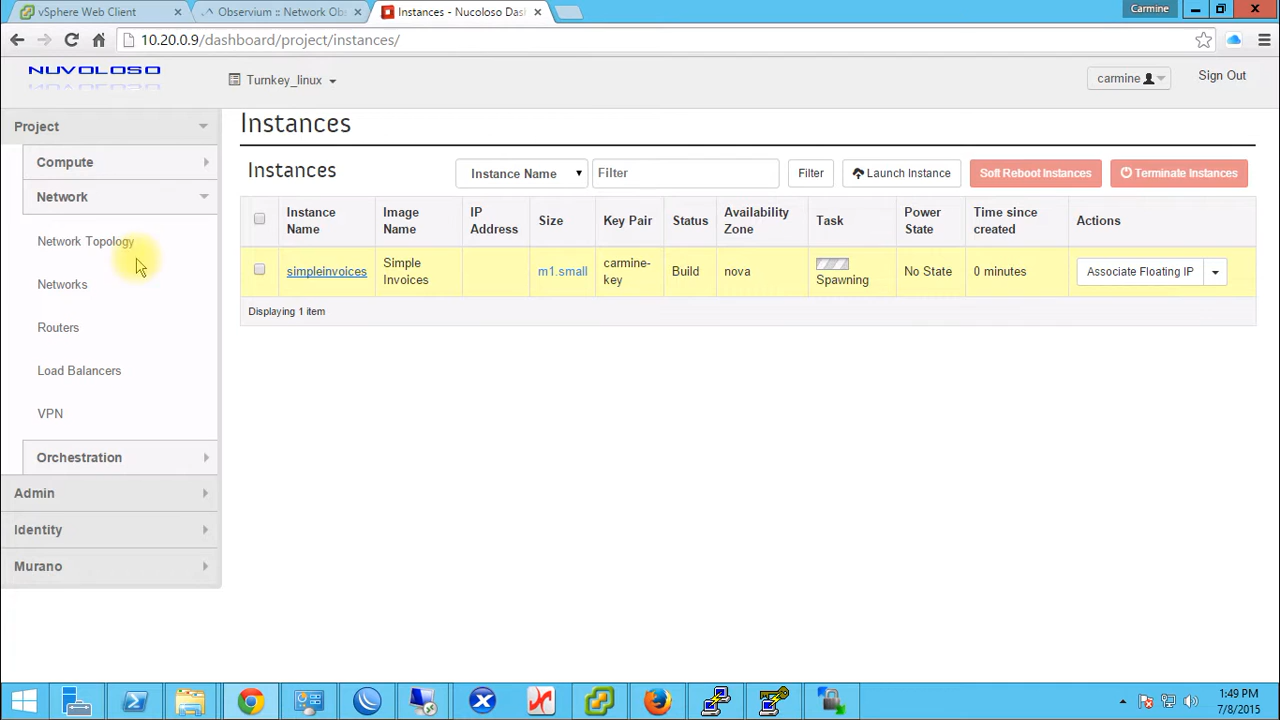 vSphere Web Client
Observium :: Network Obs
Instances - Nucoloso Das
Carmine
10.20.0.9/dashboard/project/instances/
NUVOLOSO
Turnkey_linux
carmine
Sign Out
Project
Compute
Network
Network Topology
Networks
Routers
Load Balancers
VPN
Orchestration
Admin
Identity
Murano
Instances
Instances
Instance Name
Filter
Filter
Launch Instance
Soft Reboot Instances
Terminate Instances
Instance Name
Image Name
IP Address
Size
Key Pair
Status
Availability Zone
Task
Power State
Time since created
Actions
simpleinvoices
Simple Invoices
m1.small
carmine-key
Build
nova
Spawning
No State
0 minutes
Associate Floating IP
Displaying 1 item
1:49 PM
7/8/2015